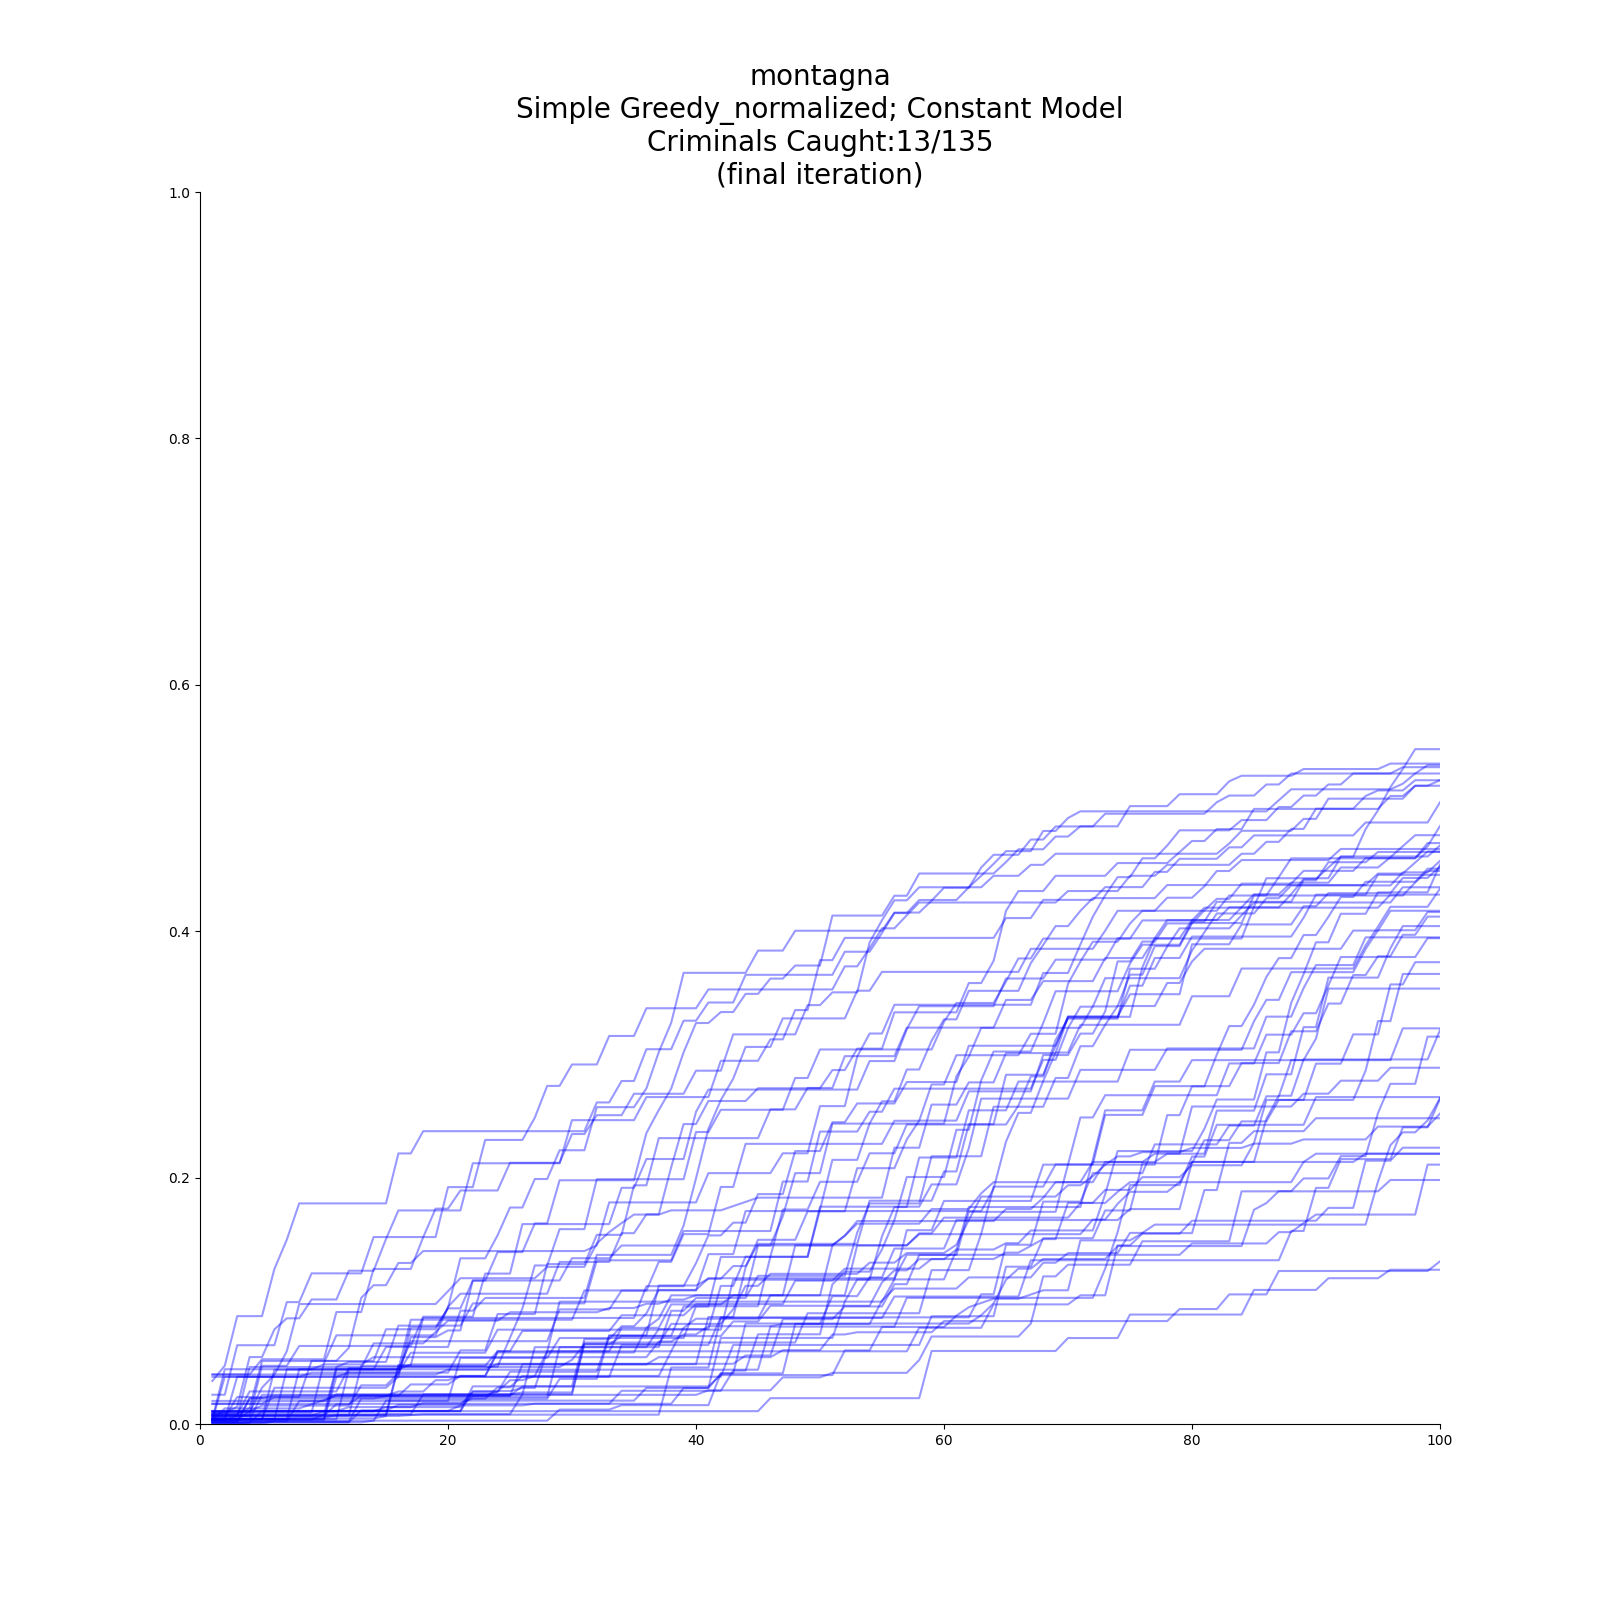 montagna
Simple Greedy_normalized; Constant Model
Criminals Caught:13/135
(final iteration)
1.0
0.8
0.6
0.4
0.2
0.0
0 20 40 60 80 100